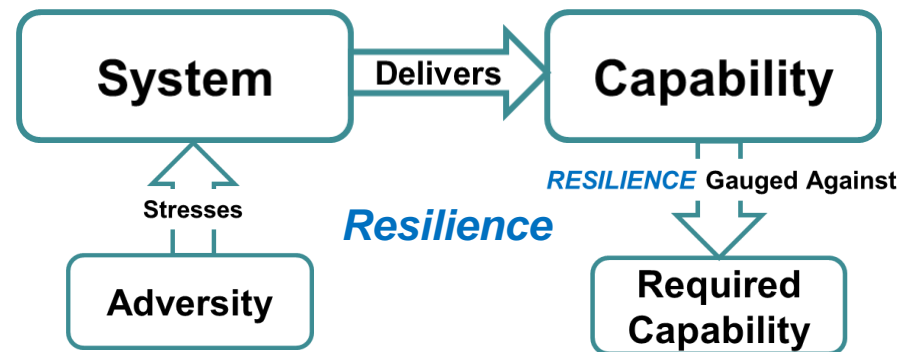 System
Delivers
Capability
Stresses
RESILIENCE Gauged Against
Resilience
Adversity
Required
Capability